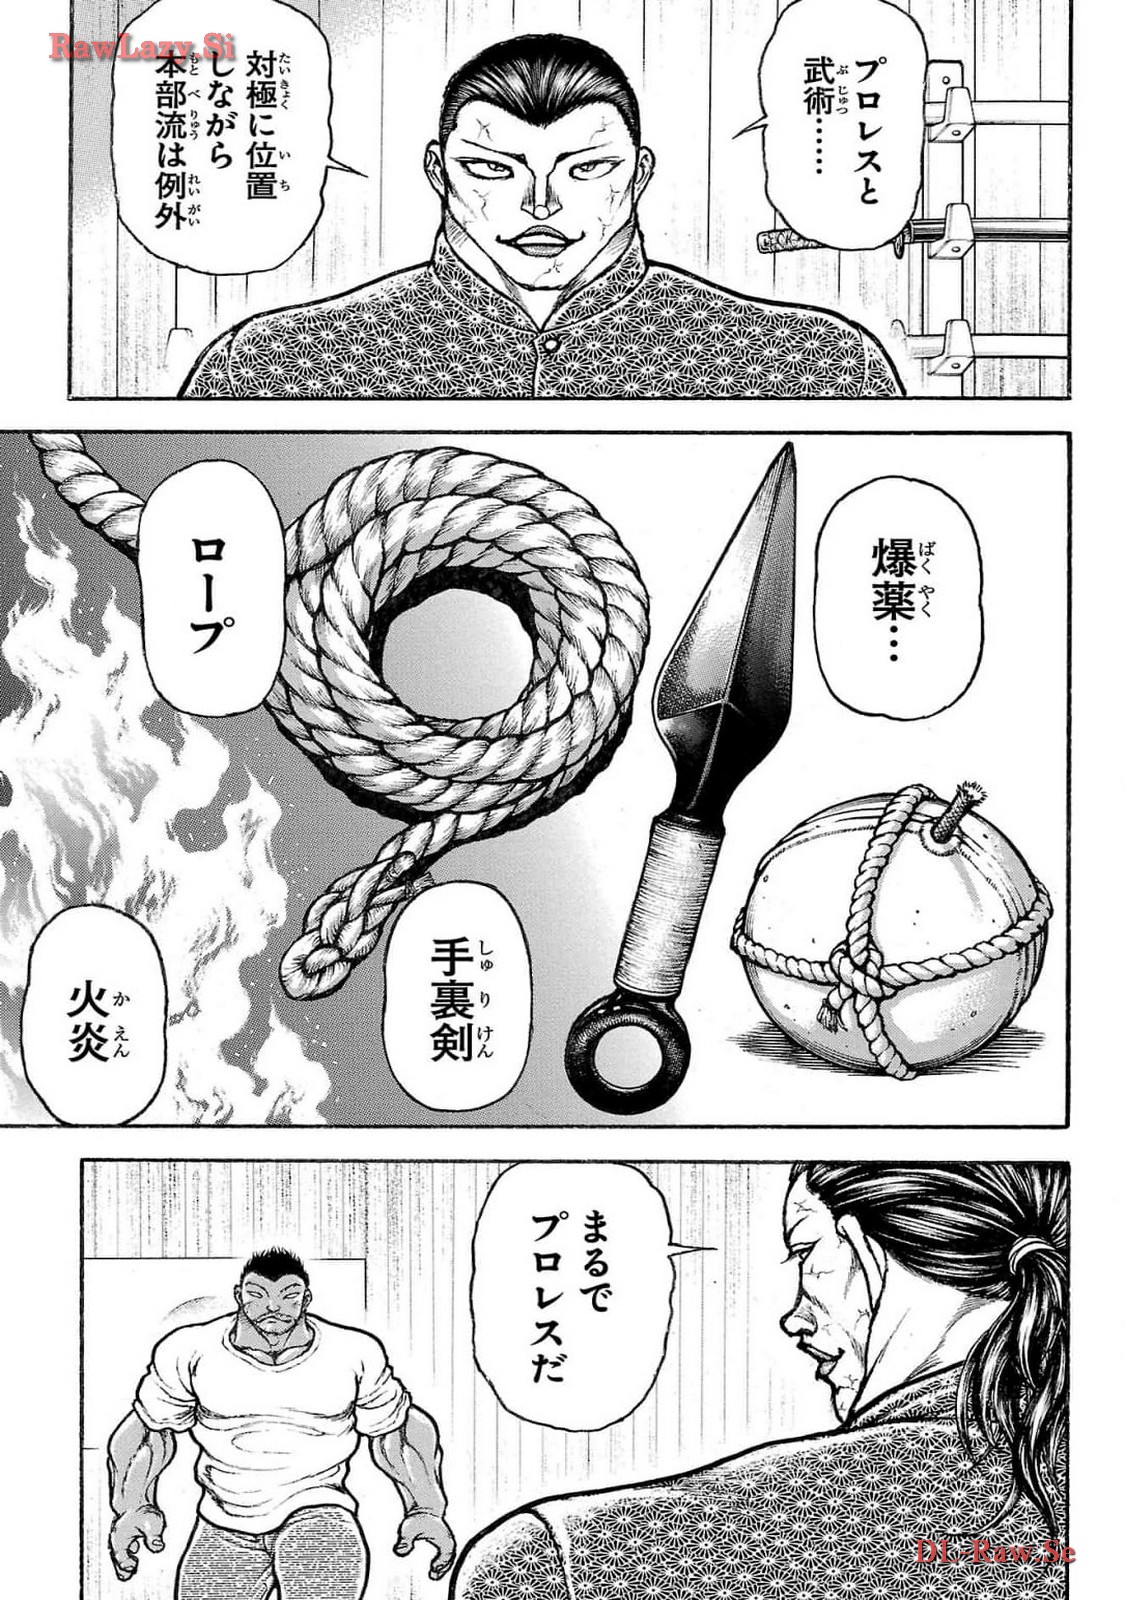 RawLazy.Si
プロレスと
武術……
対極に位置
しながら
本部流は例外
爆薬…
ロープ
手裏剣
火炎
まるで
プロレスだ
DL-Raw.Se